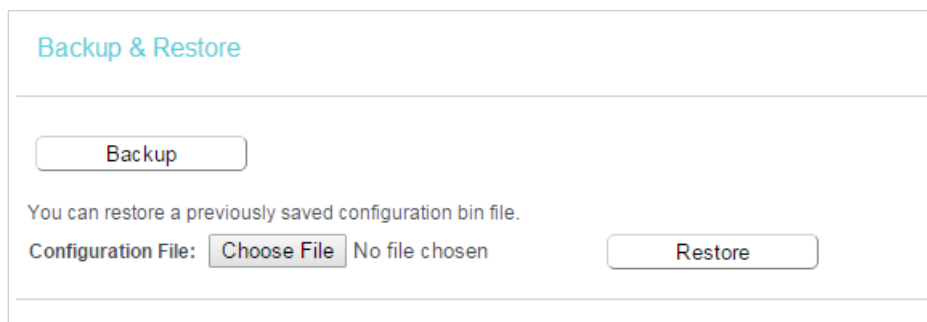 Backup & Restore
Backup
You can restore a previously saved configuration bin file.
Configuration File: Choose File No file chosen Restore